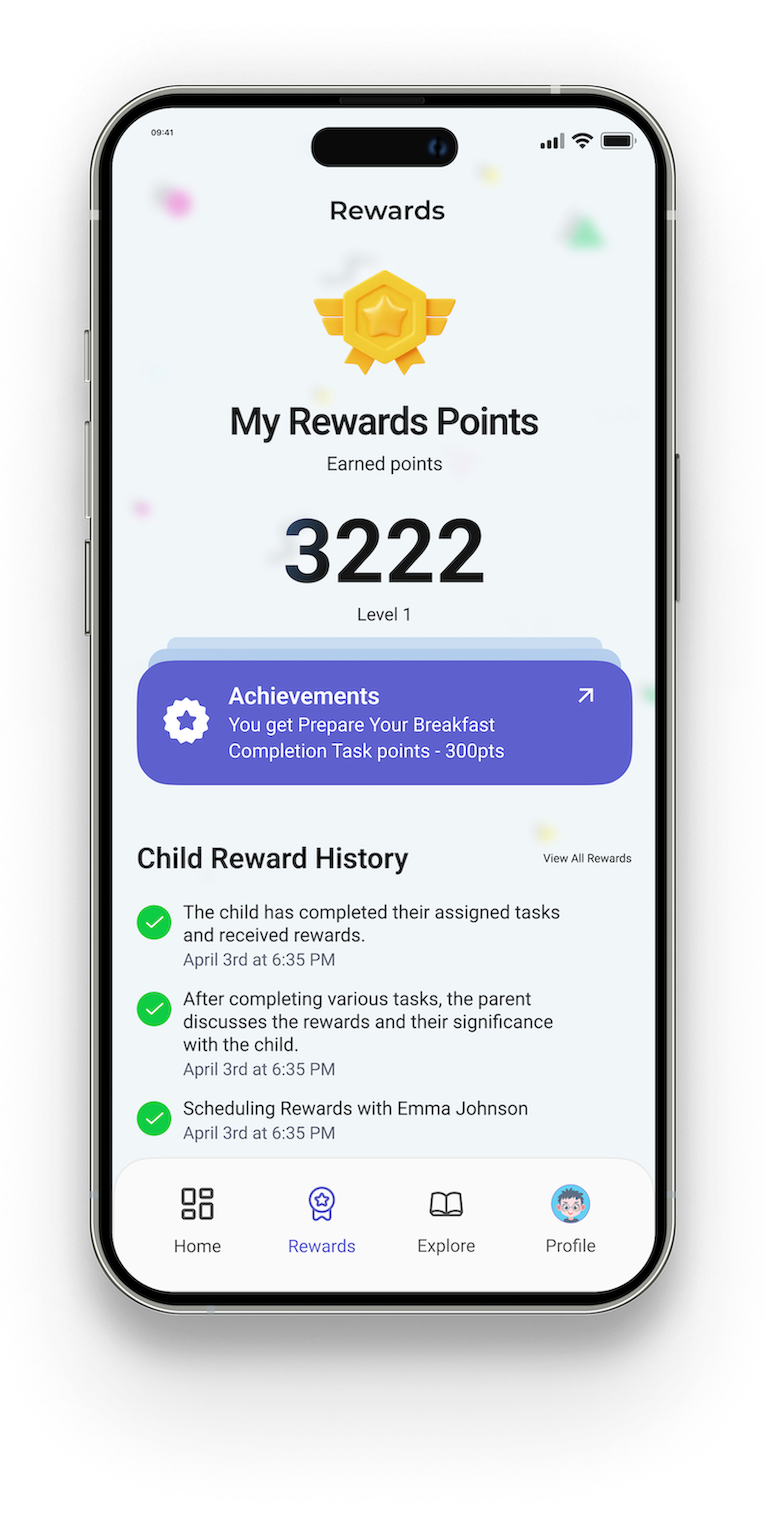 09:41
Rewards
My Rewards Points
Earned points
3222
Level 1
Achievements
You get Prepare Your Breakfast
Completion Task points - 300pts
Child Reward History
View All Rewards
The child has completed their assigned tasks
and received rewards.
April 3rd at 6:35 PM
After completing various tasks, the parent
discusses the rewards and their significance
with the child.
April 3rd at 6:35 PM
Scheduling Rewards with Emma Johnson
April 3rd at 6:35 PM
Home
Rewards
Explore
Profile